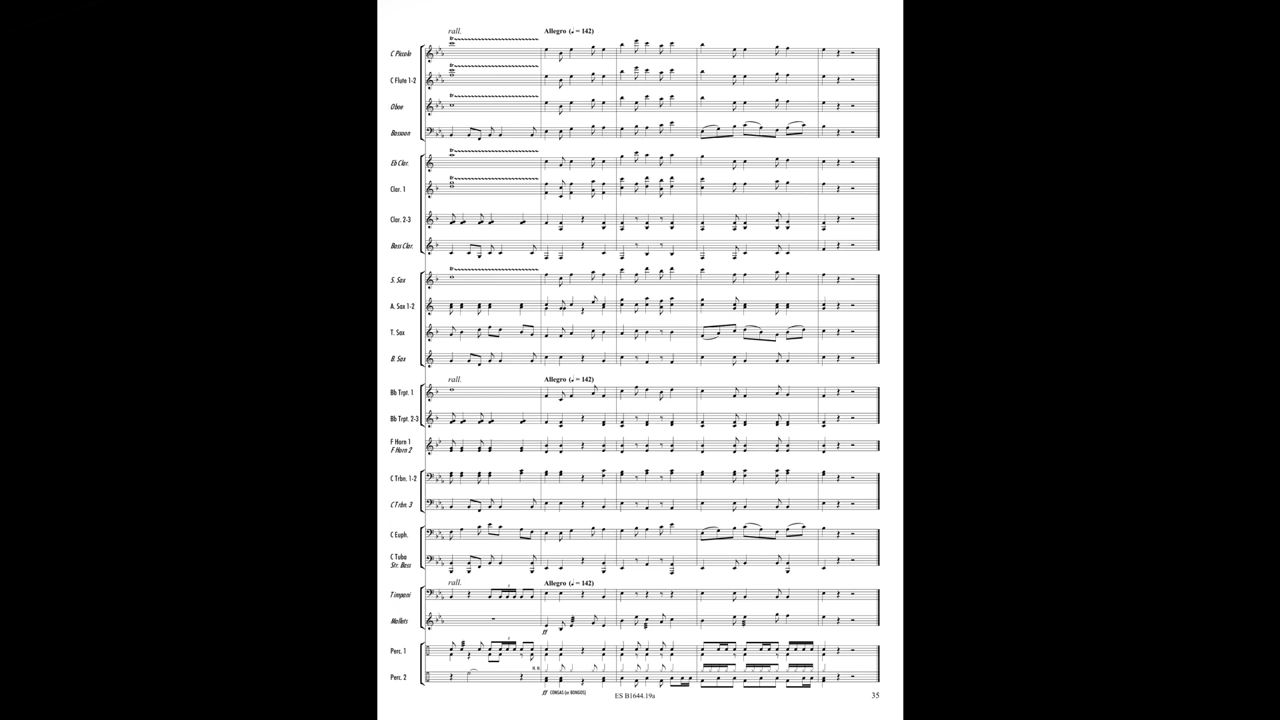 rall.
Allegro (♩ = 142)
C Piccolo
C Flute 1-2
Oboe
Bassoon
Eb Clar.
Clar. 1
Clar. 2-3
Bass Clar.
S. Sax
A. Sax 1-2
T. Sax
B. Sax
rall.
Allegro (♩ = 142)
Bb Trpt. 1
Bb Trpt. 2-3
F Horn 1
F Horn 2
C Trbn. 1-2
C Trbn. 3
C Euph.
C Tuba
Str. Bass
rall.
Allegro (♩ = 142)
3
Timpani
Mallets
ff
3
Perc. 1
Perc. 2
ff CONGAS (or BONGOS)
ES B1644.19a
35